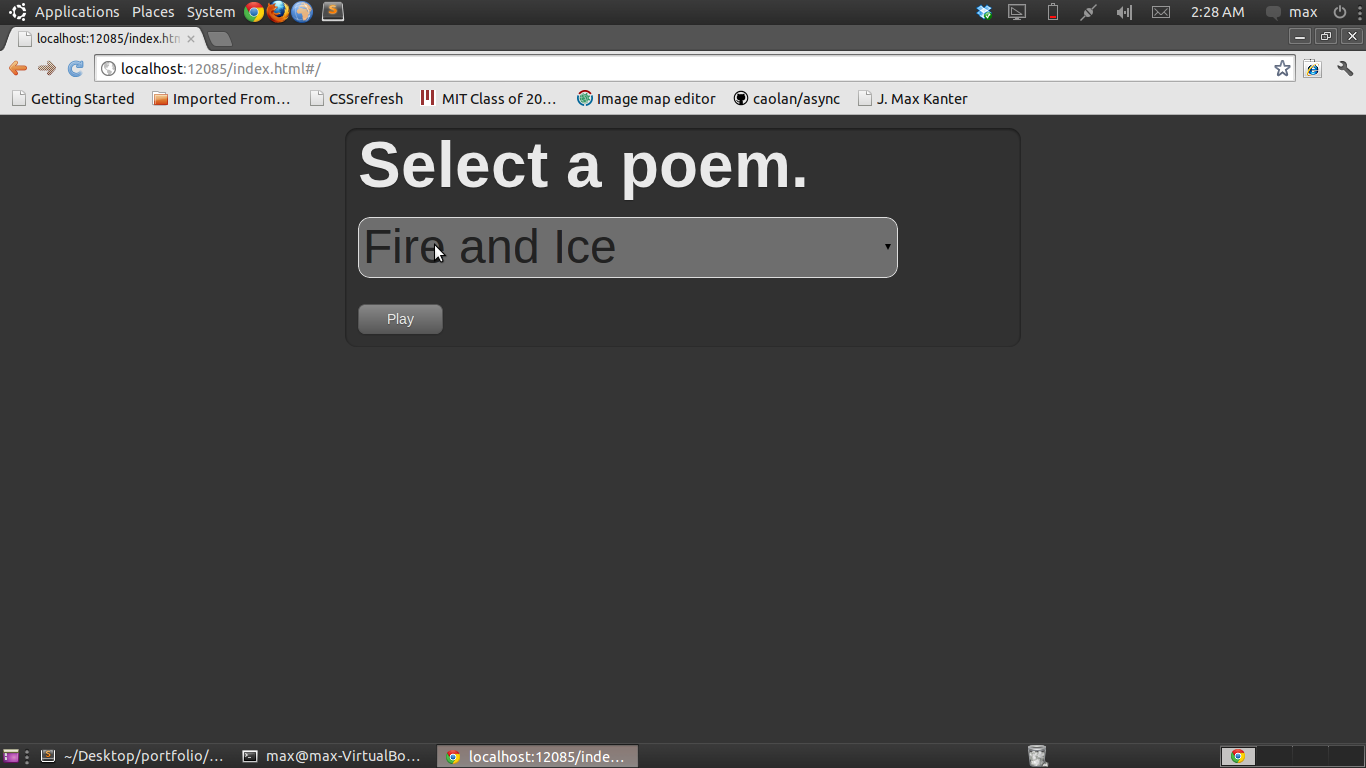 Applications Places System 2:28 AM max
localhost:12085/index.htm
localhost:12085/index.html#/
Getting Started Imported From… CSSrefresh MIT Class of 20… Image map editor caolan/async J. Max Kanter
Select a poem.
Fire and Ice
Play
~/Desktop/portfolio/… max@max-VirtualBo… localhost:12085/inde…